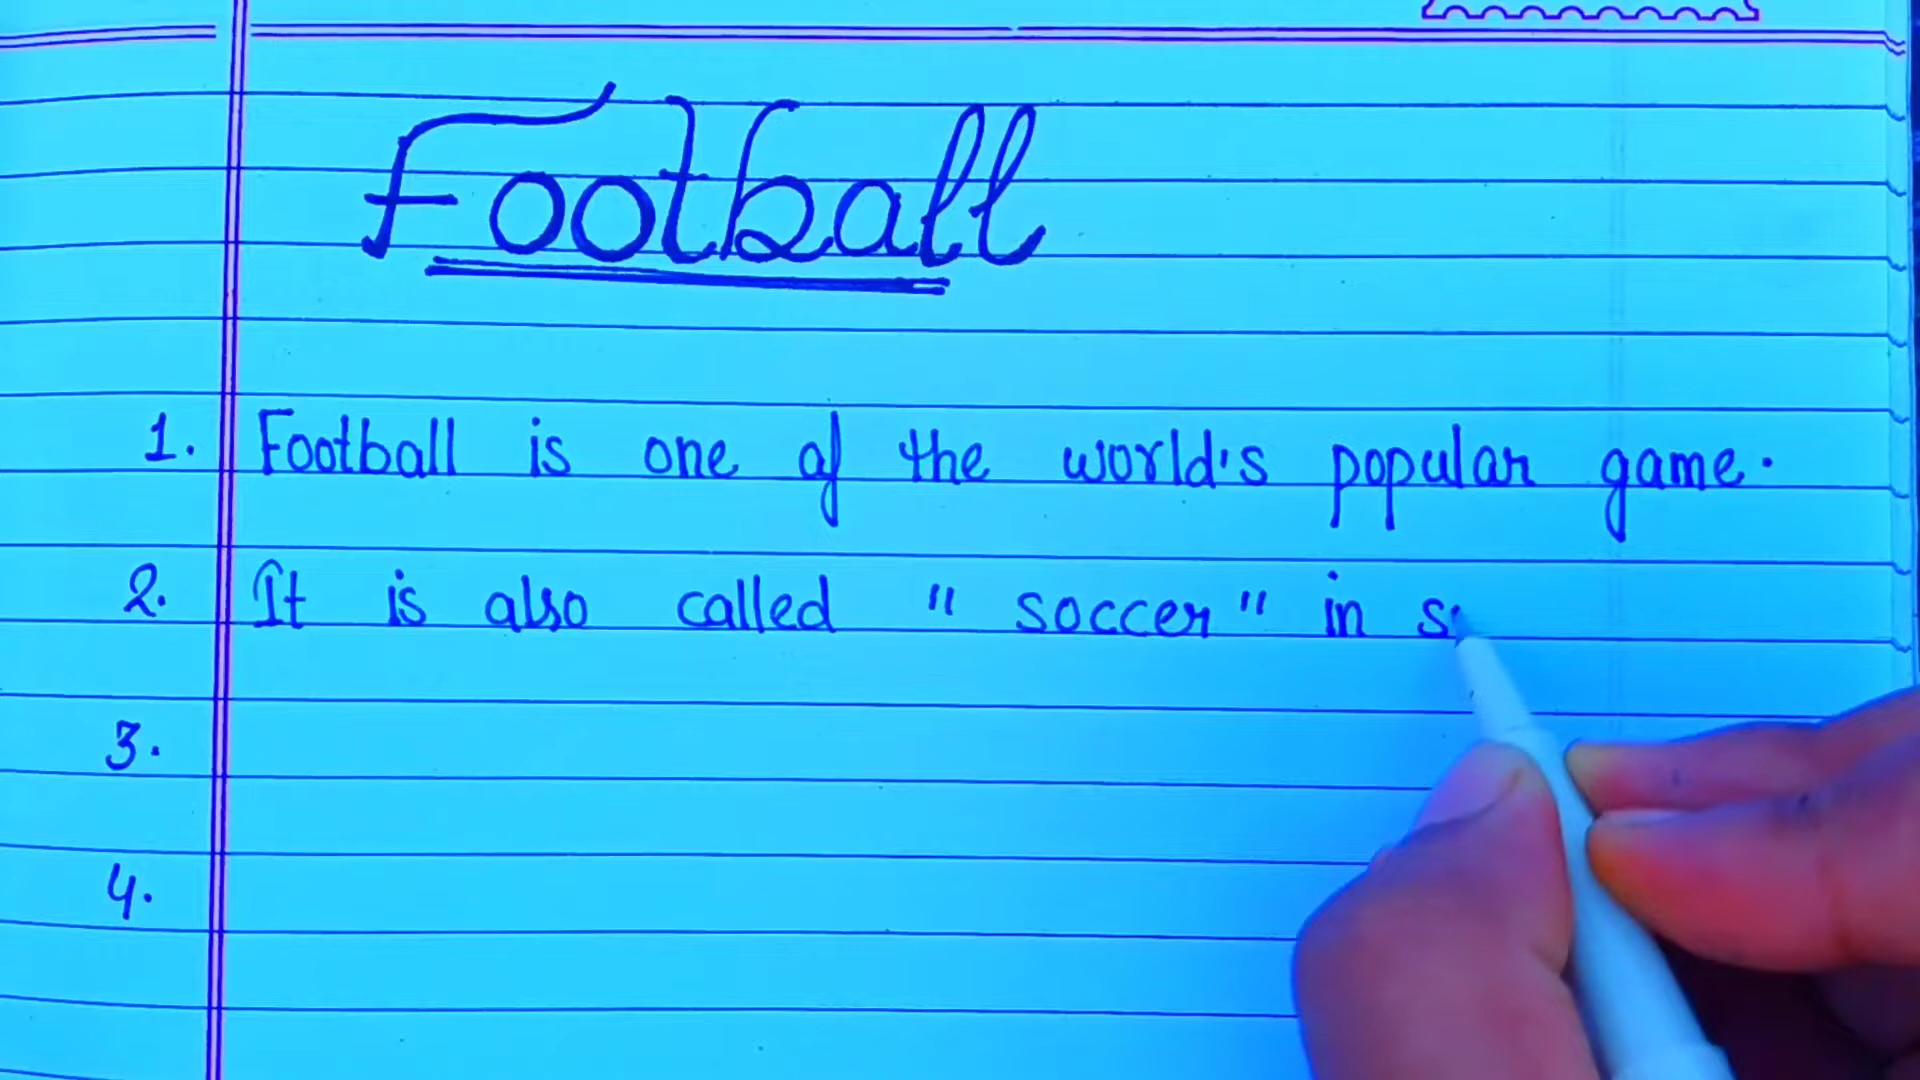 Football
1. Football is one of the world's popular game.
2. It is also called "soccer" in
3.
4.